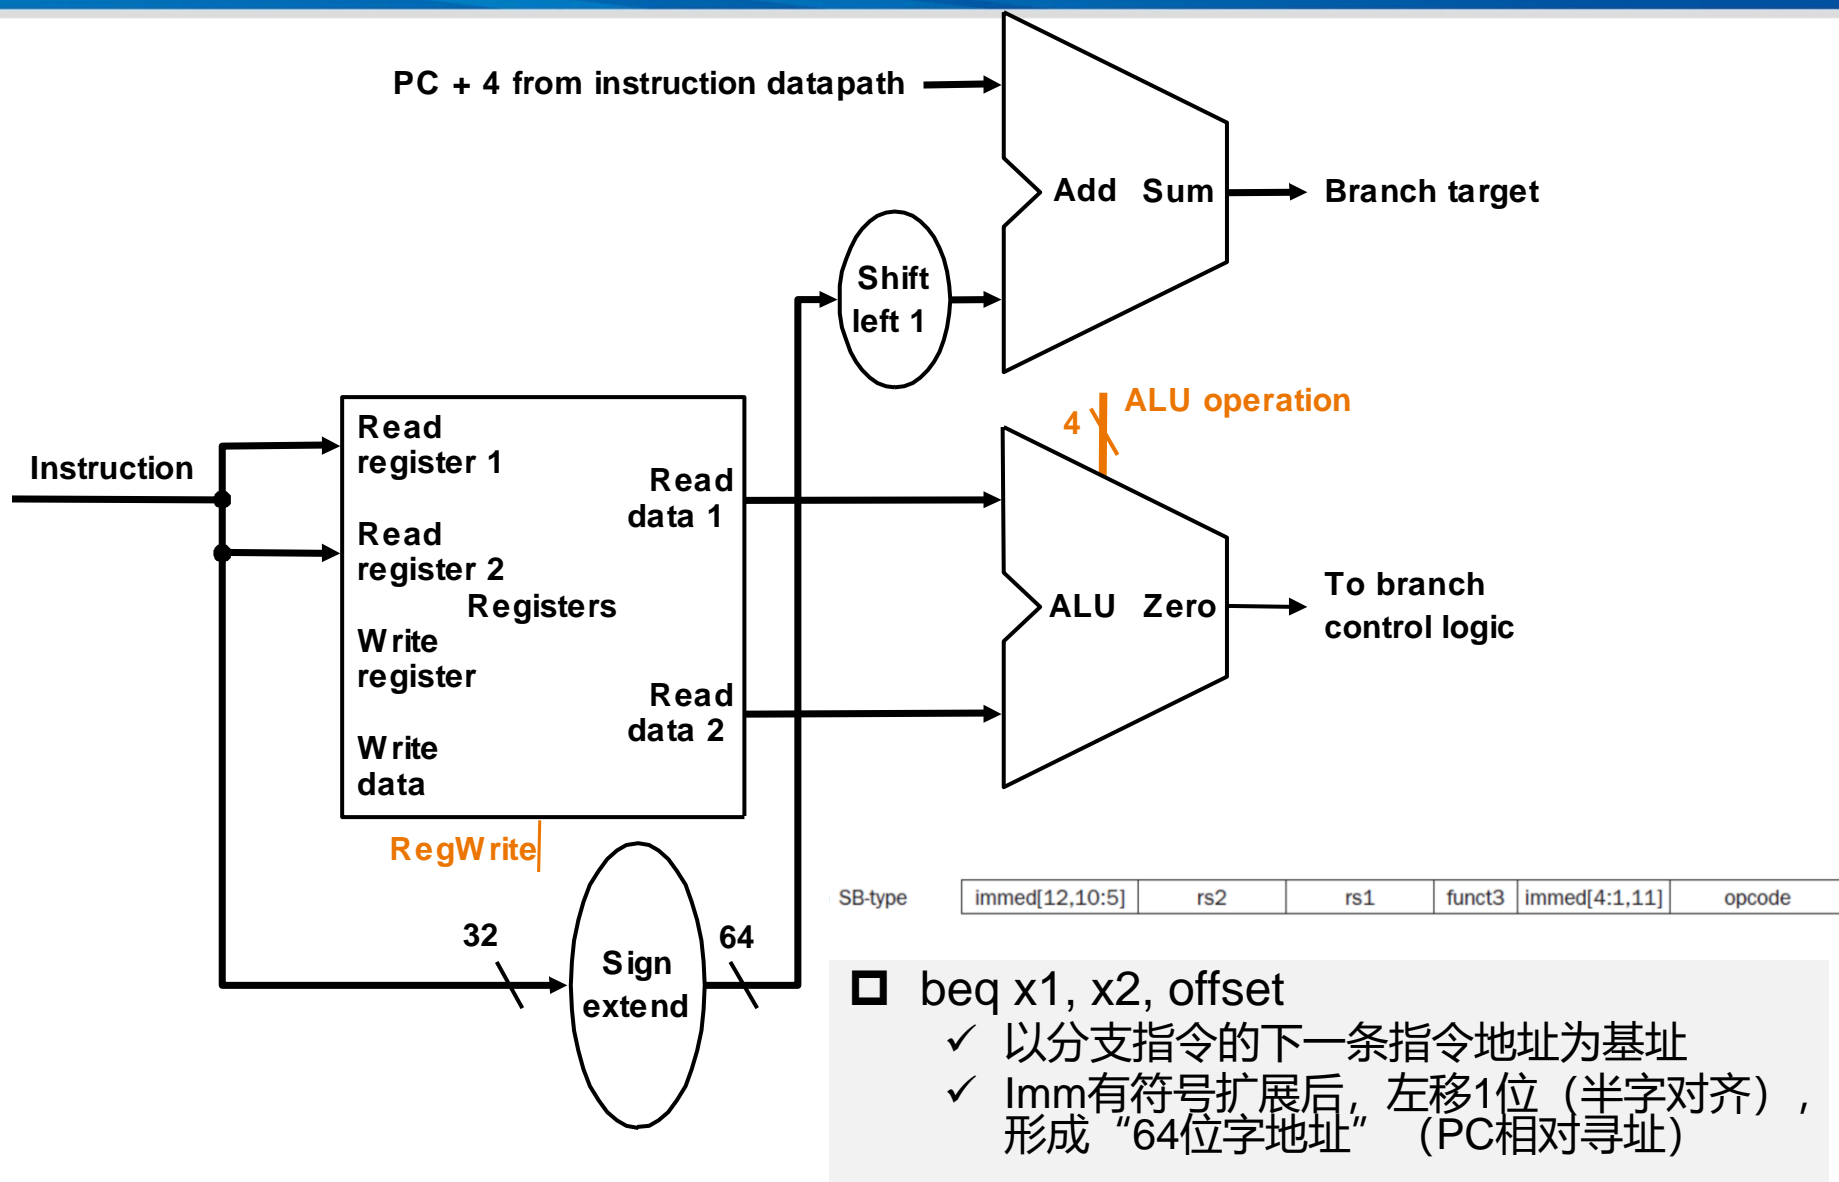 PC + 4 from instruction datapath
Add Sum
Branch target
Shift
left 1
ALU operation
4
Instruction
Read
register 1
Read
data 1
Read
register 2
Registers
Write
register
Read
data 2
Write
data
ALU Zero
To branch
control logic
RegWrite
32
Sign
extend
64
SB-type immed[12,10:5] rs2 rs1 funct3 immed[4:1,11] opcode
beq x1, x2, offset
以分支指令的下一条指令地址为基址
Imm有符号扩展后，左移1位（半字对齐），
形成“64位字地址”（PC相对寻址）